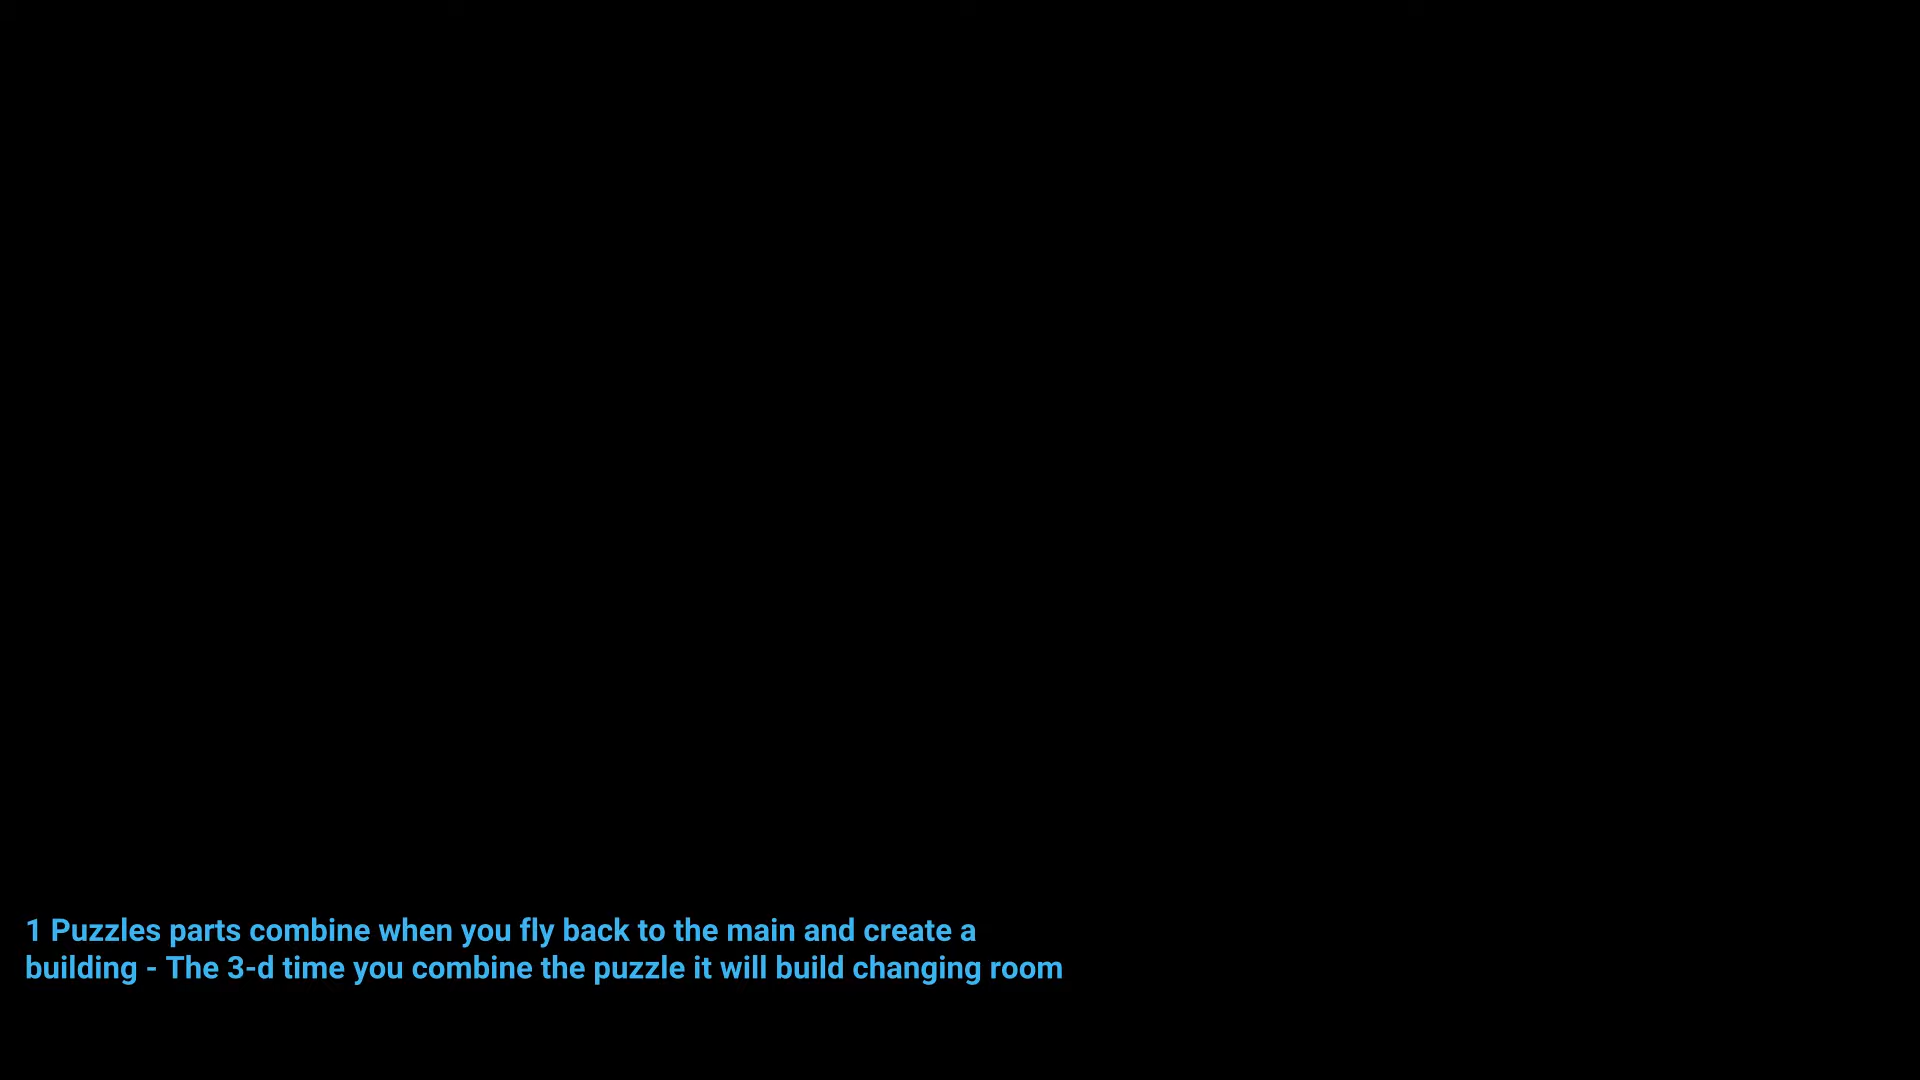 1 Puzzles parts combine when you fly back to the main and create a
building - The 3-d time you combine the puzzle it will build changing room